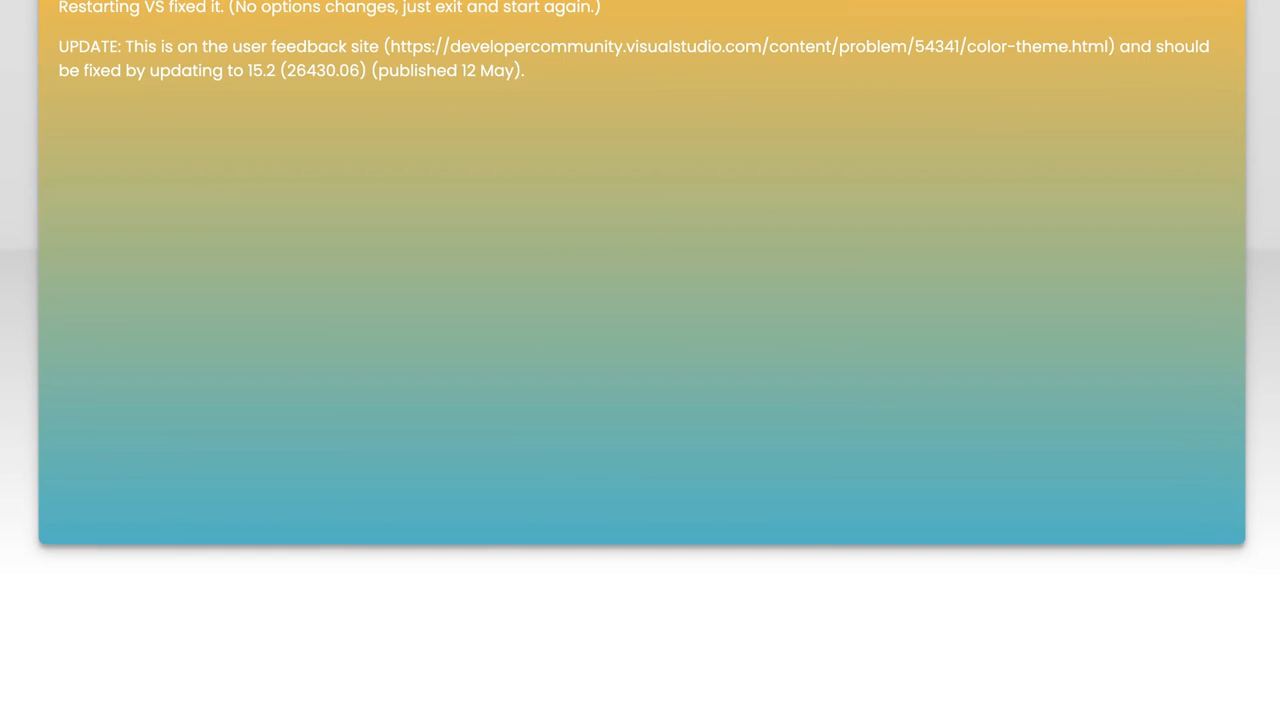 Restarting VS fixed it. (No options changes, just exit and start again.)
UPDATE: This is on the user feedback site (https://developercommunity.visualstudio.com/content/problem/54341/color-theme.html) and should
be fixed by updating to 15.2 (26430.06) (published 12 May).